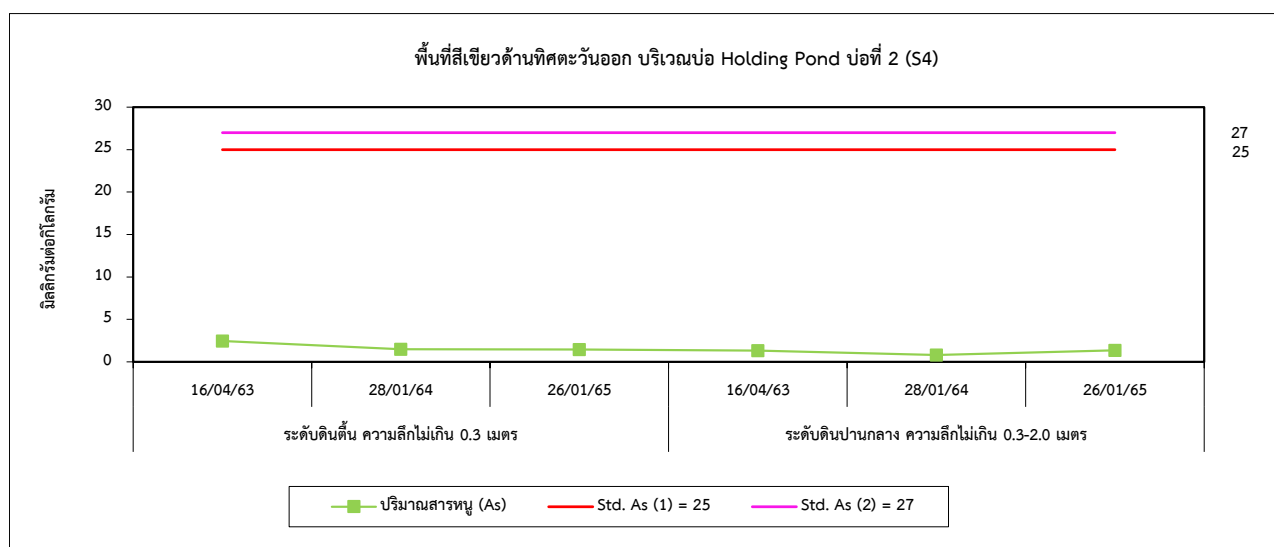 พื้นที่สีเขียวด้านทิศตะวันออก บริเวณบ่อ Holding Pond บ่อที่ 2 (S4)
มิลลิกรัมต่อกิโลกรัม
30
25
20
15
10
5
0
27
25
16/04/63 28/01/64 26/01/65 16/04/63 28/01/64 26/01/65
ระดับดินตื้น ความลึกไม่เกิน 0.3 เมตร ระดับดินปานกลาง ความลึกไม่เกิน 0.3-2.0 เมตร
ปริมาณสารหนู (As) Std. As (1) = 25 Std. As (2) = 27